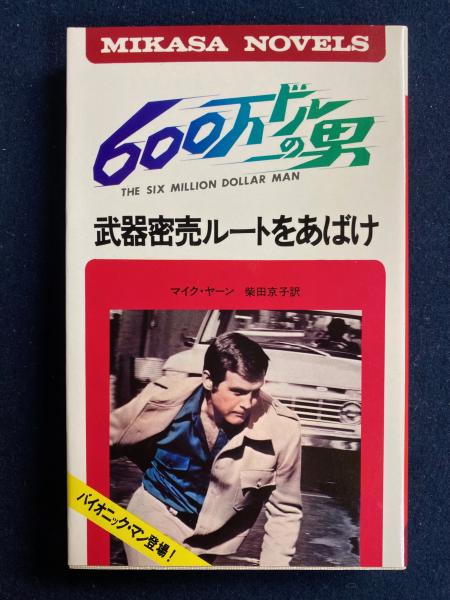 MIKASA NOVELS
600万ドルの男
THE SIX MILLION DOLLAR MAN
武器密売ルートをあばけ
マイク・ヤーン 柴田京子訳
バイオニック・マン登場!